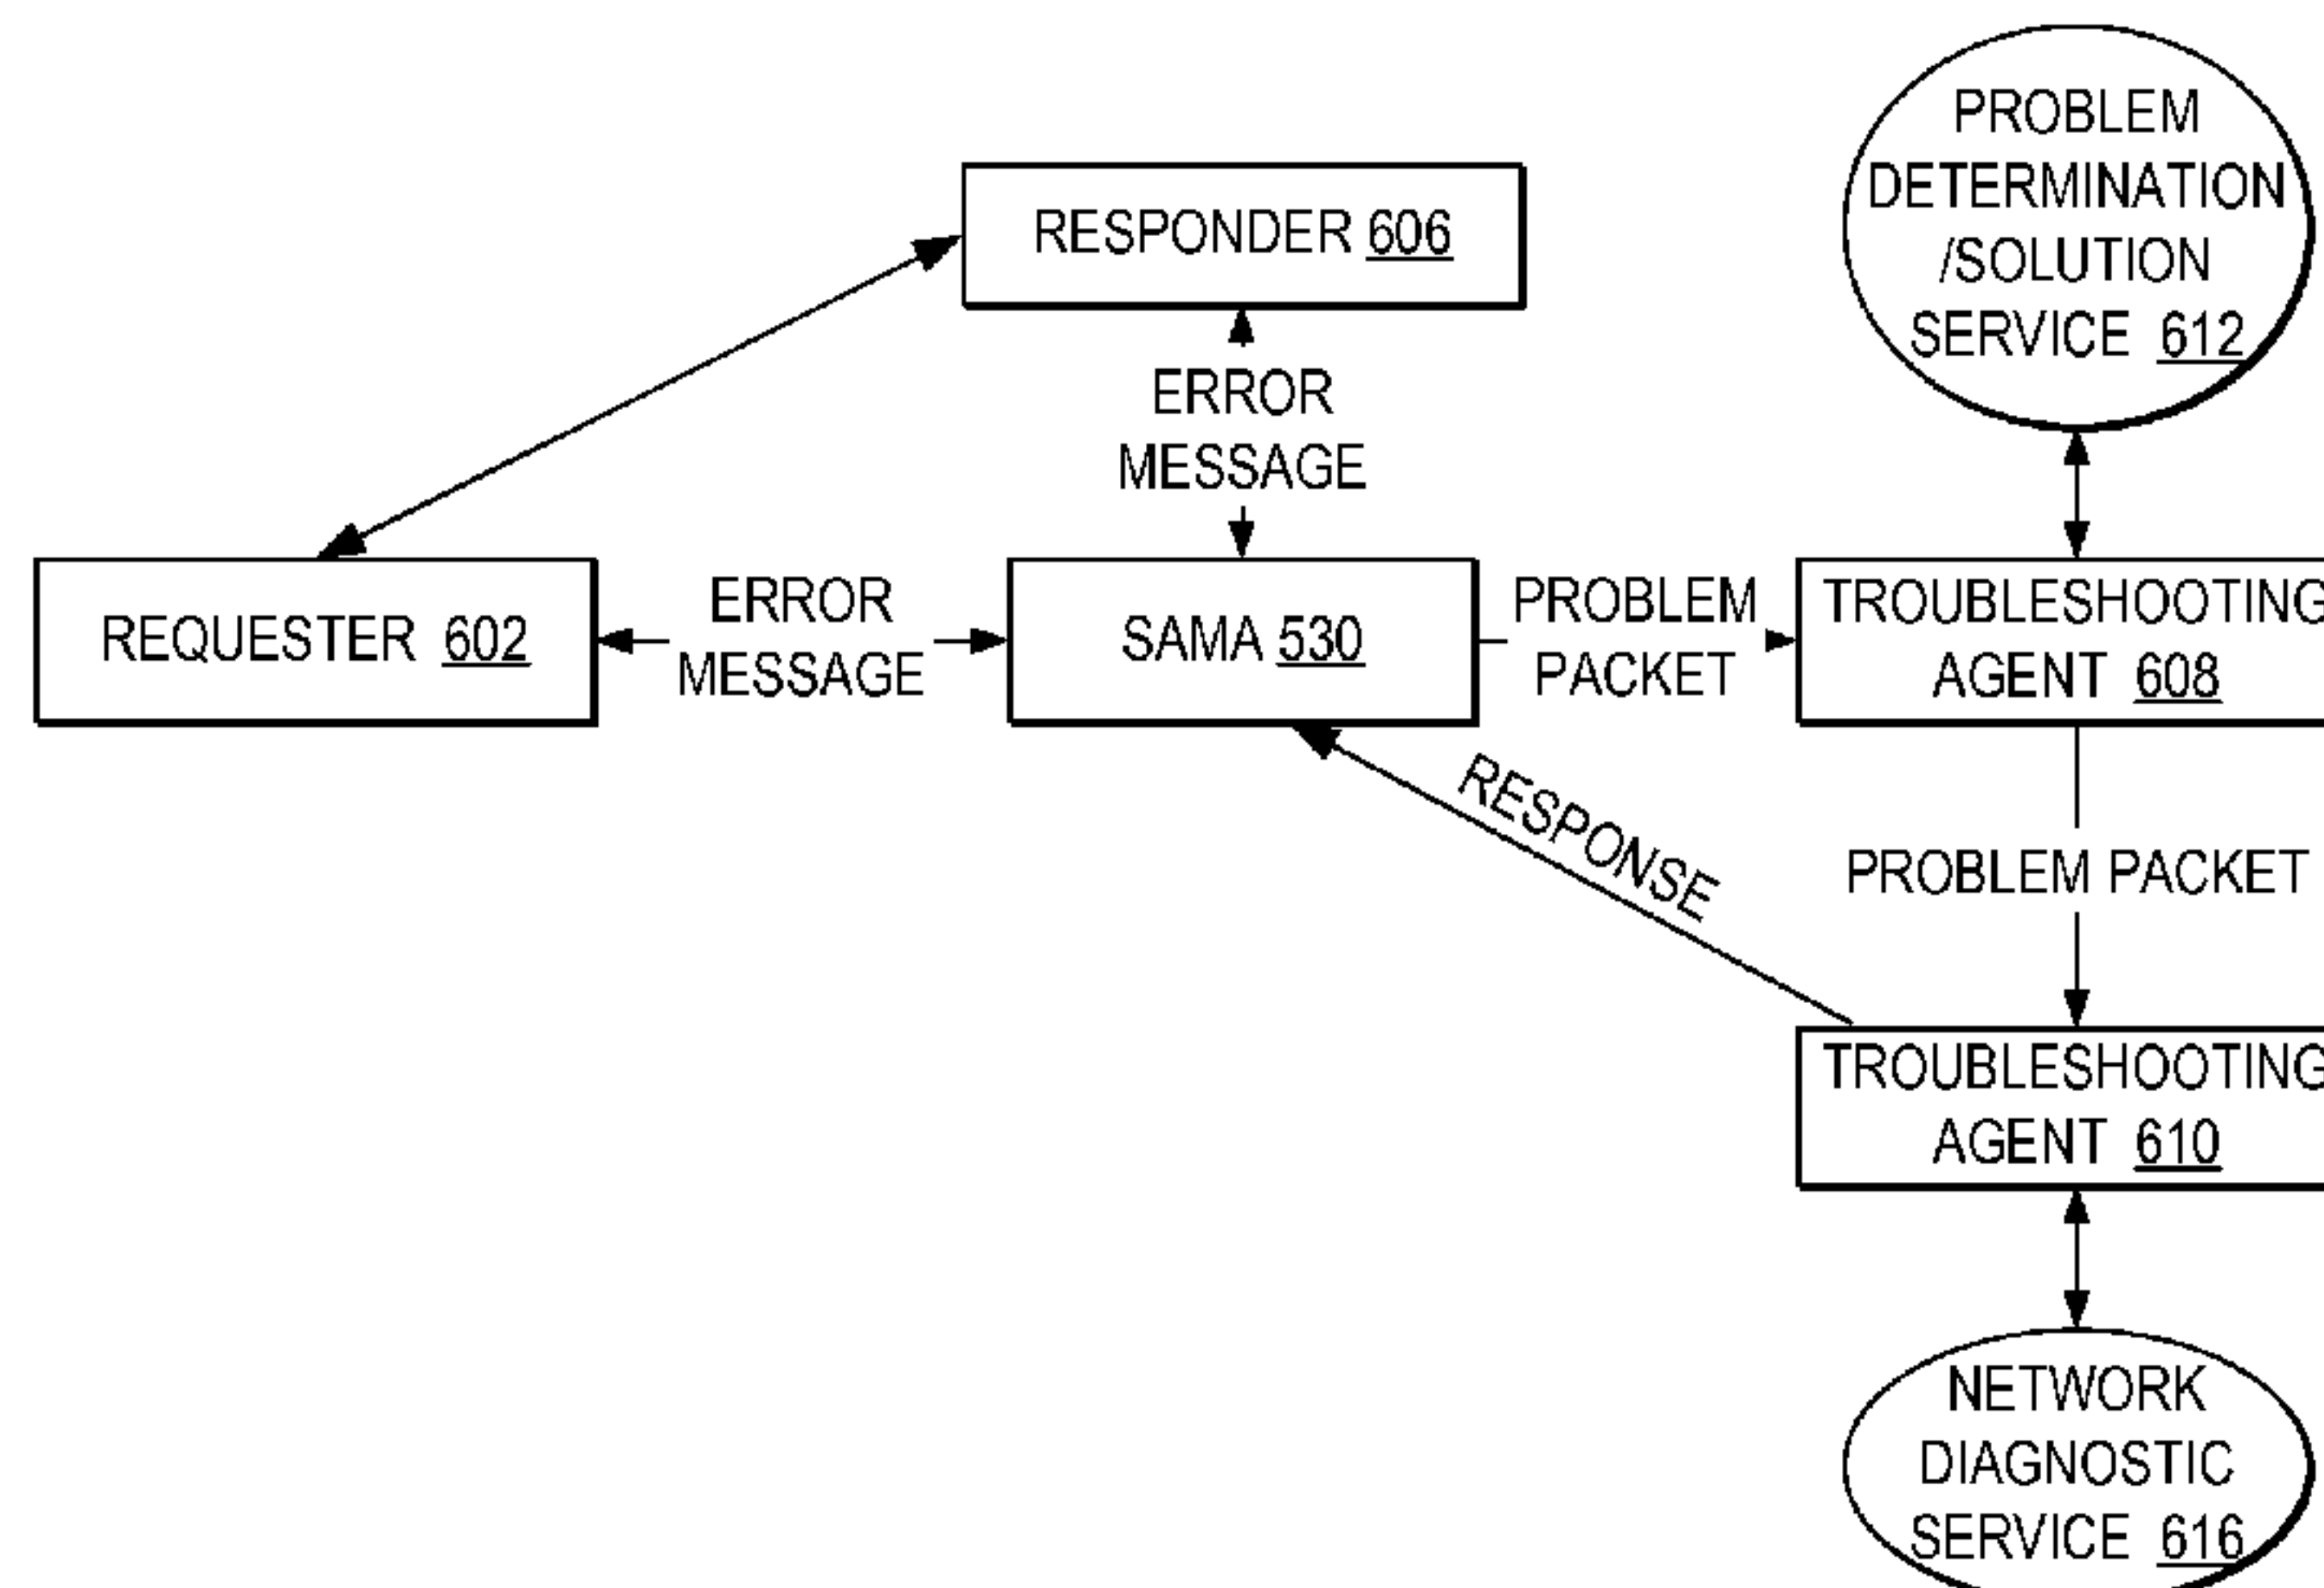 PROBLEM
DETERMINATION
/SOLUTION
SERVICE 612
RESPONDER 606
ERROR
MESSAGE
REQUESTER 602
ERROR
MESSAGE
SAMA 530
PROBLEM
PACKET
TROUBLESHOOTING
AGENT 608
RESPONSE
PROBLEM PACKET
TROUBLESHOOTING
AGENT 610
NETWORK
DIAGNOSTIC
SERVICE 616